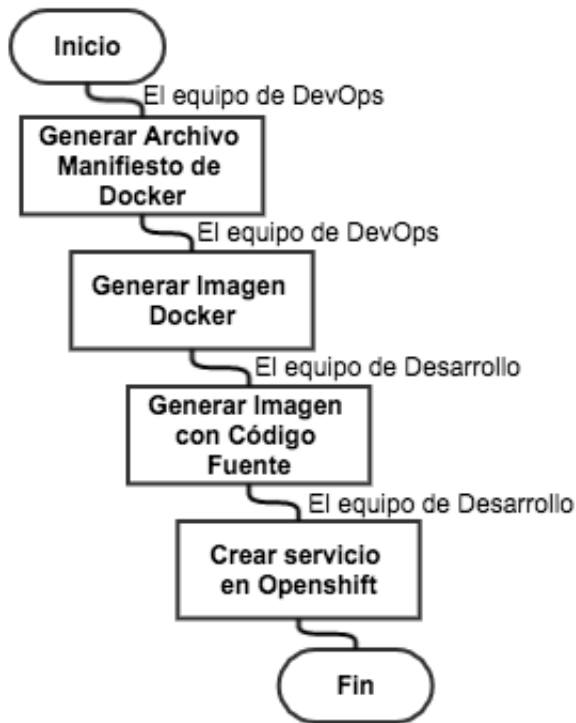 Inicio
El equipo de DevOps
Generar Archivo
Manifiesto de
Docker
El equipo de DevOps
Generar Imagen
Docker
El equipo de Desarrollo
Generar Imagen
con Código
Fuente
El equipo de Desarrollo
Crear servicio
en Openshift
Fin